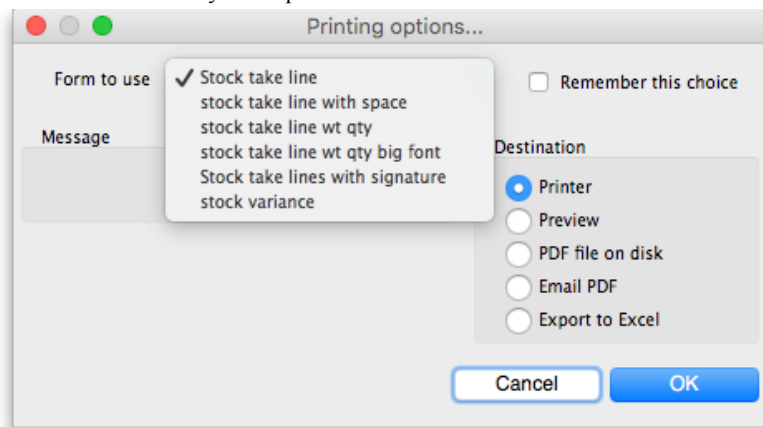 Printing options...
Form to use
✓ Stock take line
stock take line with space
stock take line wt qty
stock take line wt qty big font
Stock take lines with signature
stock variance
Remember this choice
Message
Destination
Printer
Preview
PDF file on disk
Email PDF
Export to Excel
Cancel
OK